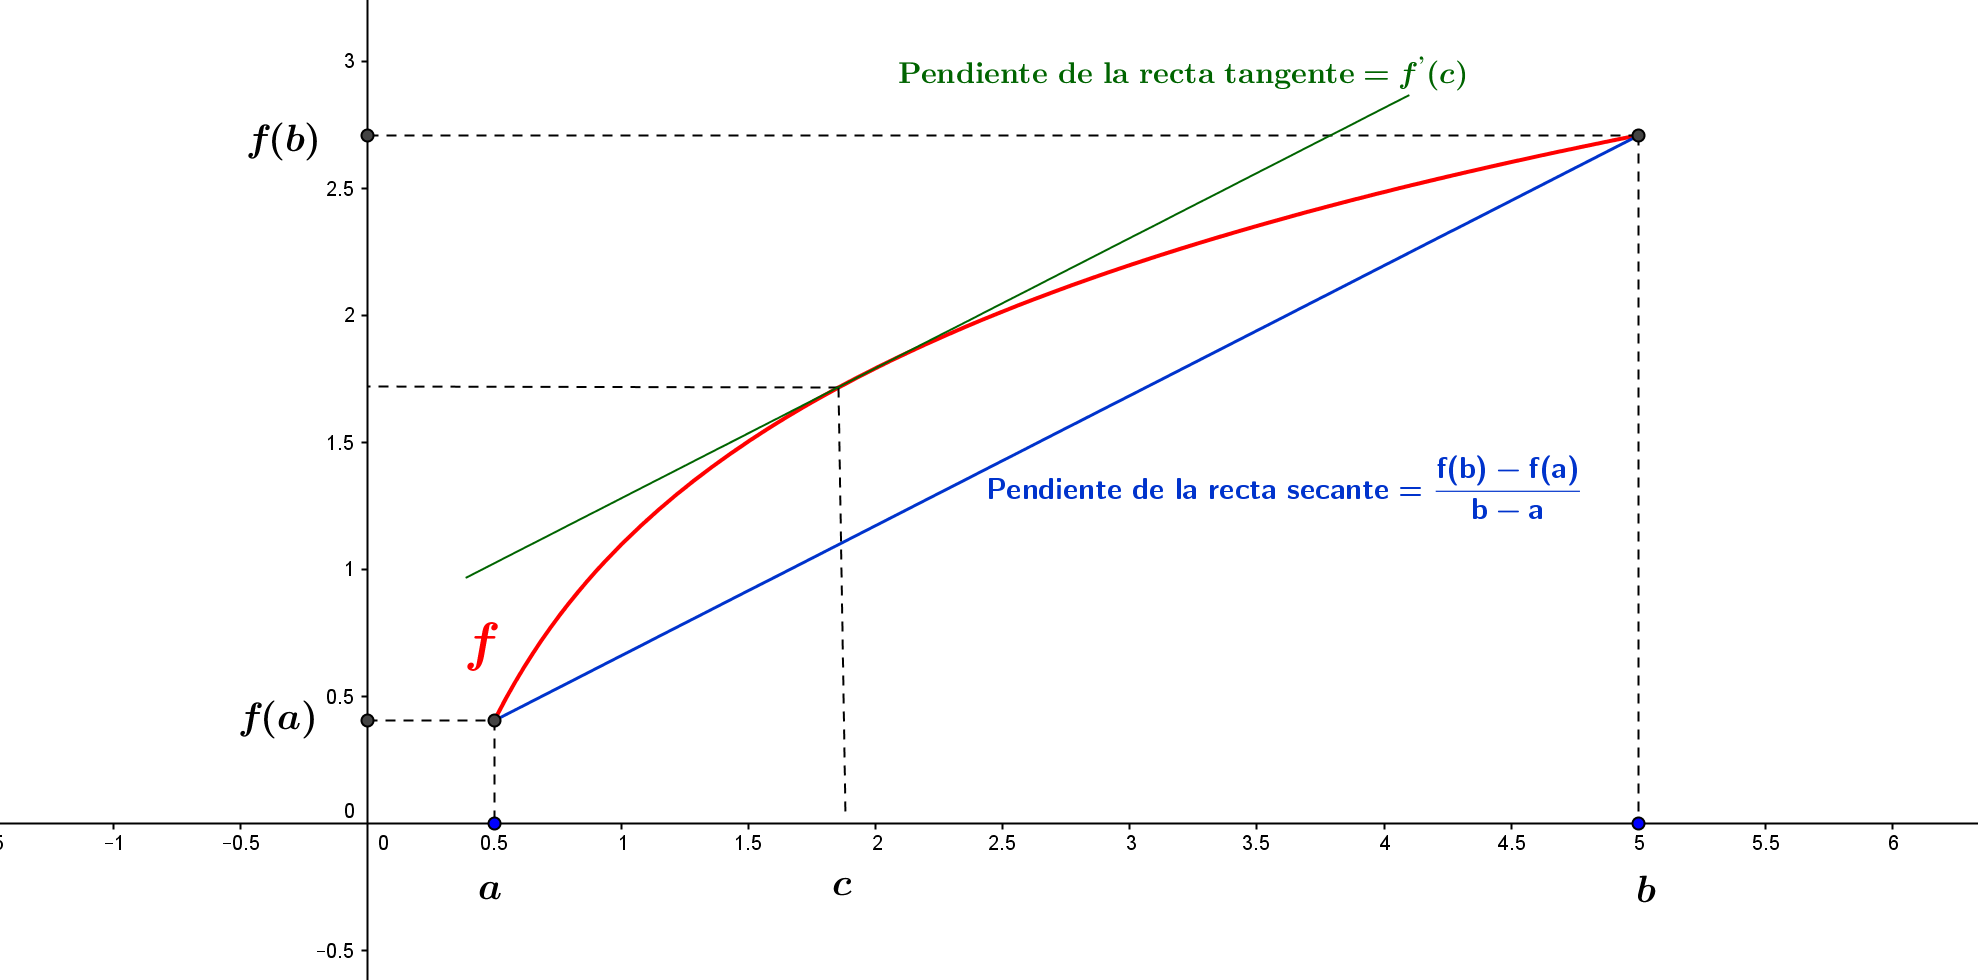 3
Pendiente de la recta tangente = f'(c)
f(b)
2.5
2
1.5
Pendiente de la recta secante = \frac{f(b) − f(a)}{b − a}
1
f
0.5
f(a)
0
5 −1 −0.5 0 0.5 1 1.5 2 2.5 3 3.5 4 4.5 5 5.5 6
a c b
−0.5